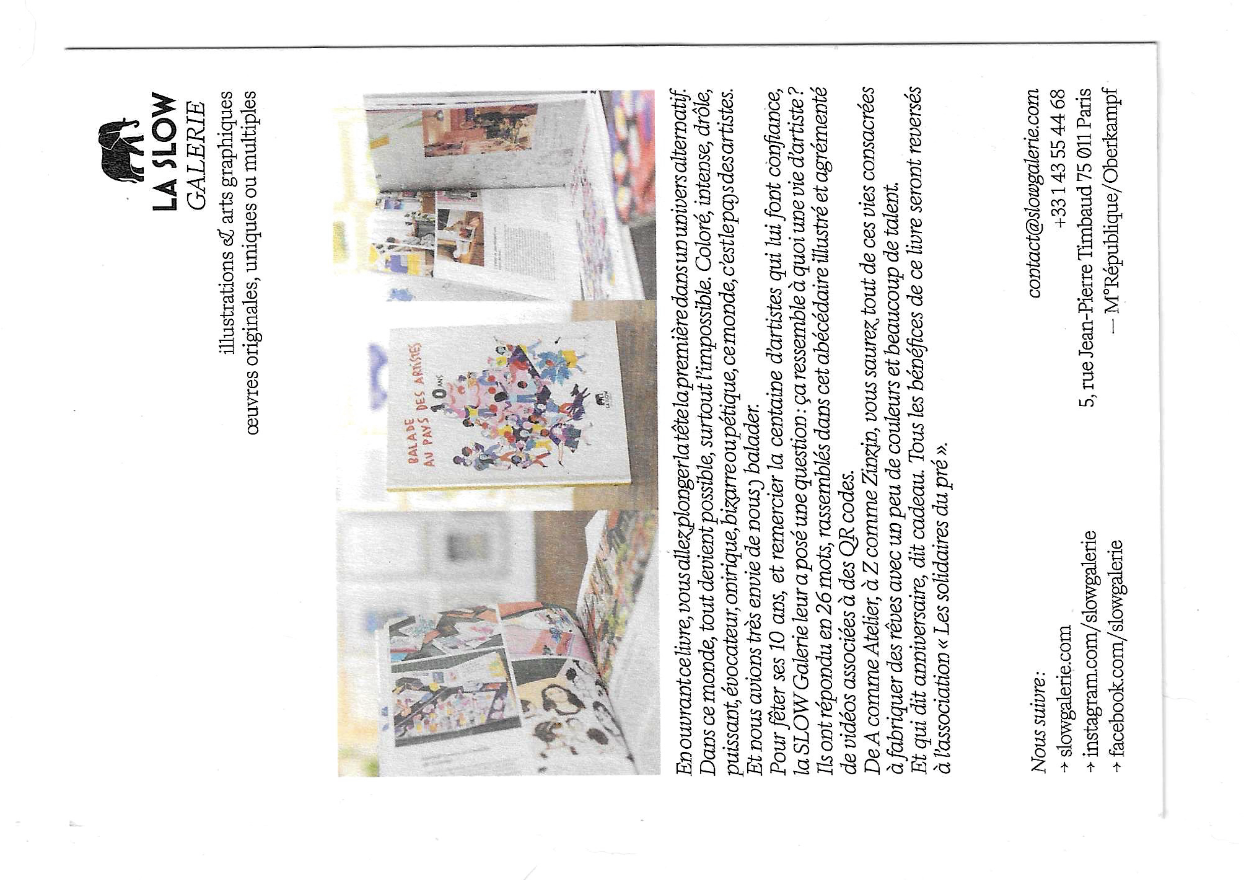 LA SLOW
GALERIE
illustrations & arts graphiques
œuvres originales, uniques ou multiples
BALADE
AU PAYS DES ARTISTES
10 ANS
En ouvrant ce livre, vous allez plonger la tête la première dans un univers alternatif.
Dans ce monde, tout devient possible, surtout l'impossible. Coloré, intense, drôle,
puissant, évocateur, onirique, bizarre ou pétique, ce monde, c'est le pays des artistes.
Et nous avions très envie de nous y balader.
Pour fêter ses 10 ans, et remercier la centaine d'artistes qui lui font confiance,
la SLOW Galerie leur a posé une question : ça ressemble à quoi une vie d'artiste ?
Ils ont répondu en 26 mots, rassemblés dans cet abécédaire illustré et agrémenté
de vidéos associées à des QR codes.
De A comme Atelier, à Z comme Zinzin, vous saurez tout de ces vies consacrées
à fabriquer des rêves avec un peu de couleurs et beaucoup de talent.
Et qui dit anniversaire, dit cadeau. Tous les bénéfices de ce livre seront reversés
à l'association « Les solidaires du pré ».
Nous suivre :
→ slowgalerie.com
→ instagram.com/slowgalerie
→ facebook.com/slowgalerie
contact@slowgalerie.com
+33 1 43 55 44 68
5, rue Jean-Pierre Timbaud 75 011 Paris
— M° République/Oberkampf